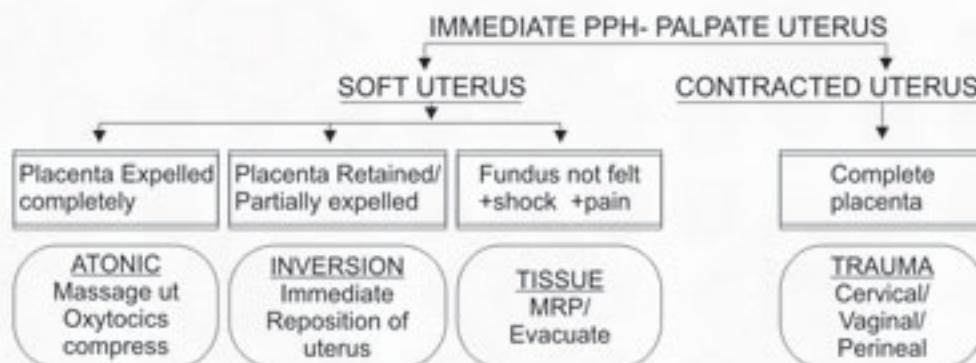 IMMEDIATE PPH- PALPATE UTERUS
SOFT UTERUS
CONTRACTED UTERUS
Placenta Expelled
completely
Placenta Retained/
Partially expelled
Fundus not felt
+shock +pain
Complete
placenta
ATONIC
Massage ut
Oxytocics
compress
INVERSION
Immediate
Reposition of
uterus
TISSUE
MRP/
Evacuate
TRAUMA
Cervical/
Vaginal/
Perineal